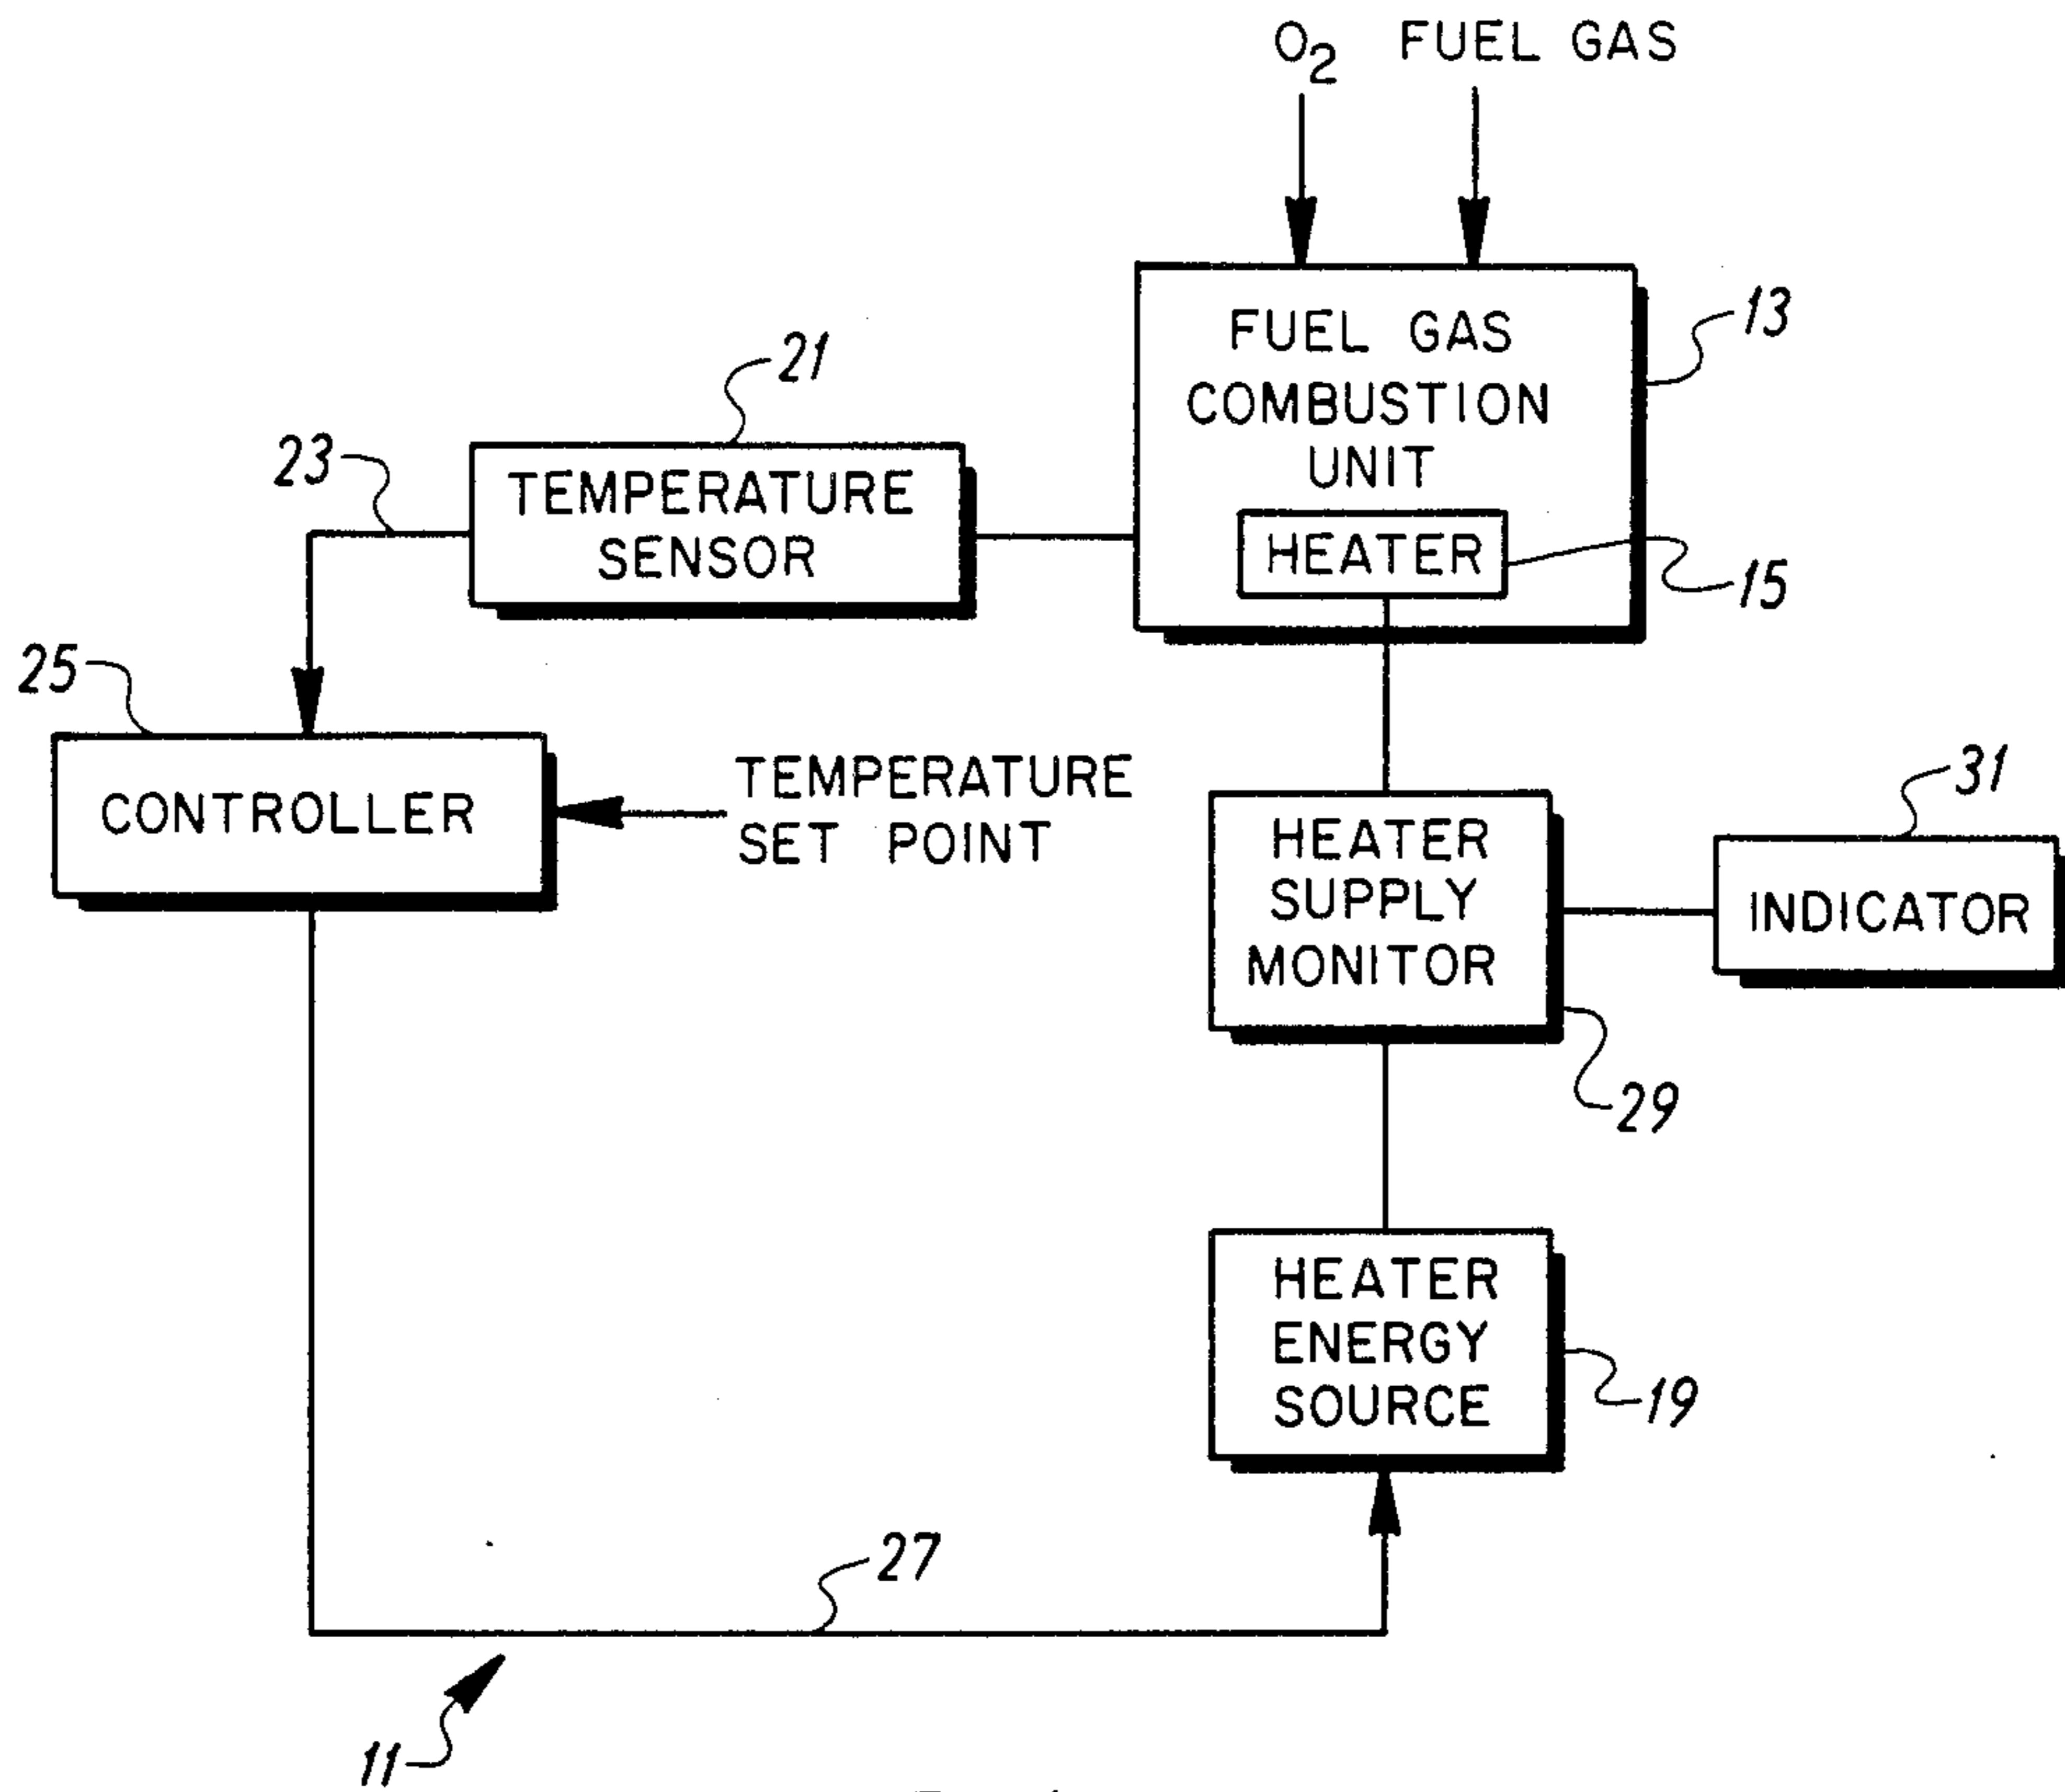 O2 FUEL GAS
FUEL GAS
COMBUSTION
UNIT
13
HEATER
15
21
TEMPERATURE
SENSOR
23
25
CONTROLLER
TEMPERATURE
SET POINT
HEATER
SUPPLY
MONITOR
29
31
INDICATOR
HEATER
ENERGY
SOURCE
19
27
11